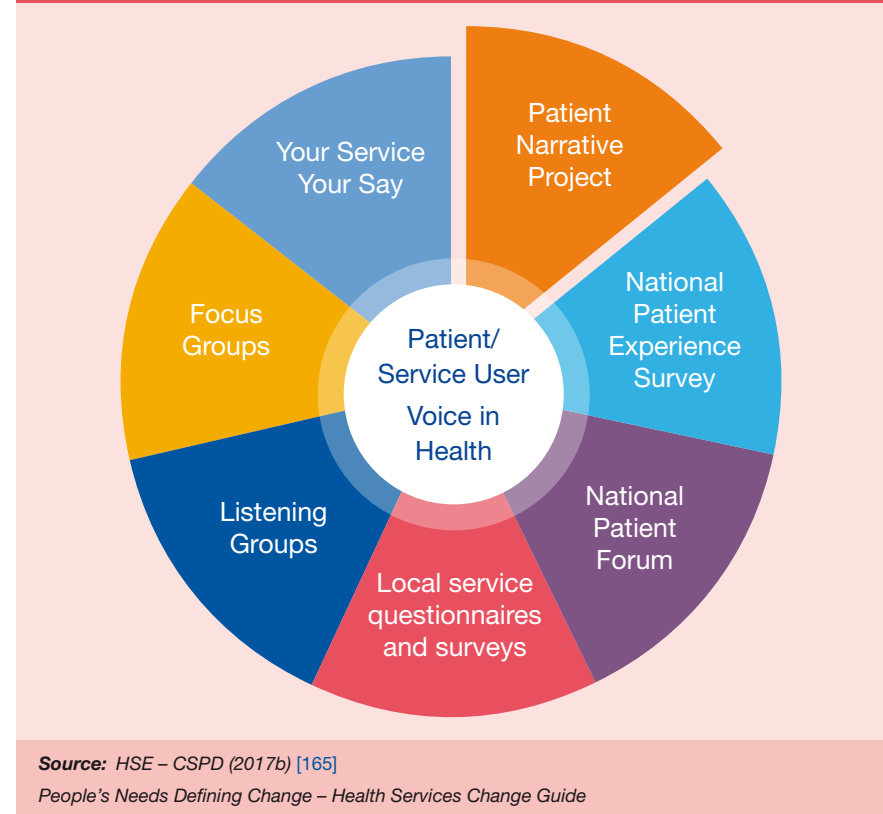 Patient
Narrative
Project
National
Patient
Experience
Survey
National
Patient
Forum
Local service
questionnaires
and surveys
Listening
Groups
Focus
Groups
Your Service
Your Say
Patient/
Service User
Voice in
Health
Source: HSE – CSPD (2017b) [165]
People's Needs Defining Change – Health Services Change Guide